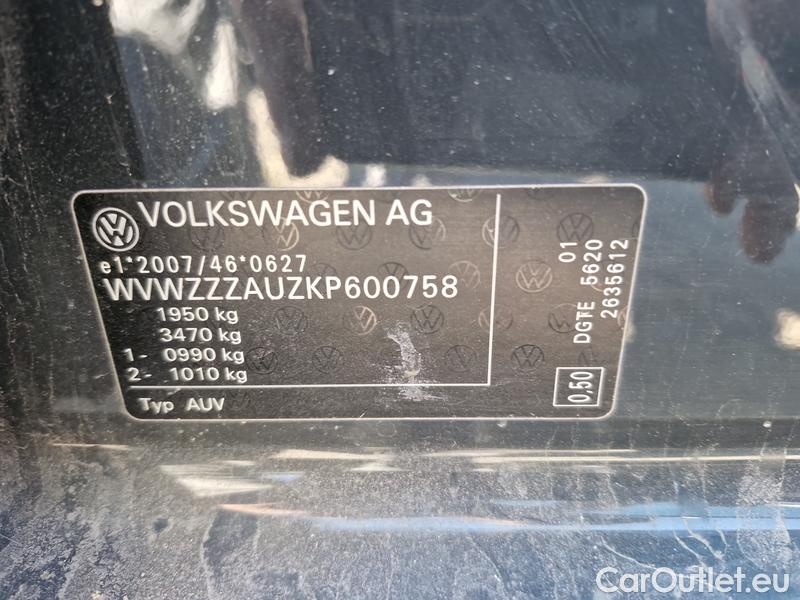 VOLKSWAGEN AG
e1*2007/46*0627
WVWZZZAUZKP600758
1950 kg
3470 kg
1- 0990 kg
2- 1010 kg
Typ AUV
01
DGTE 5620
2635612
0,50
CarOutlet.eu